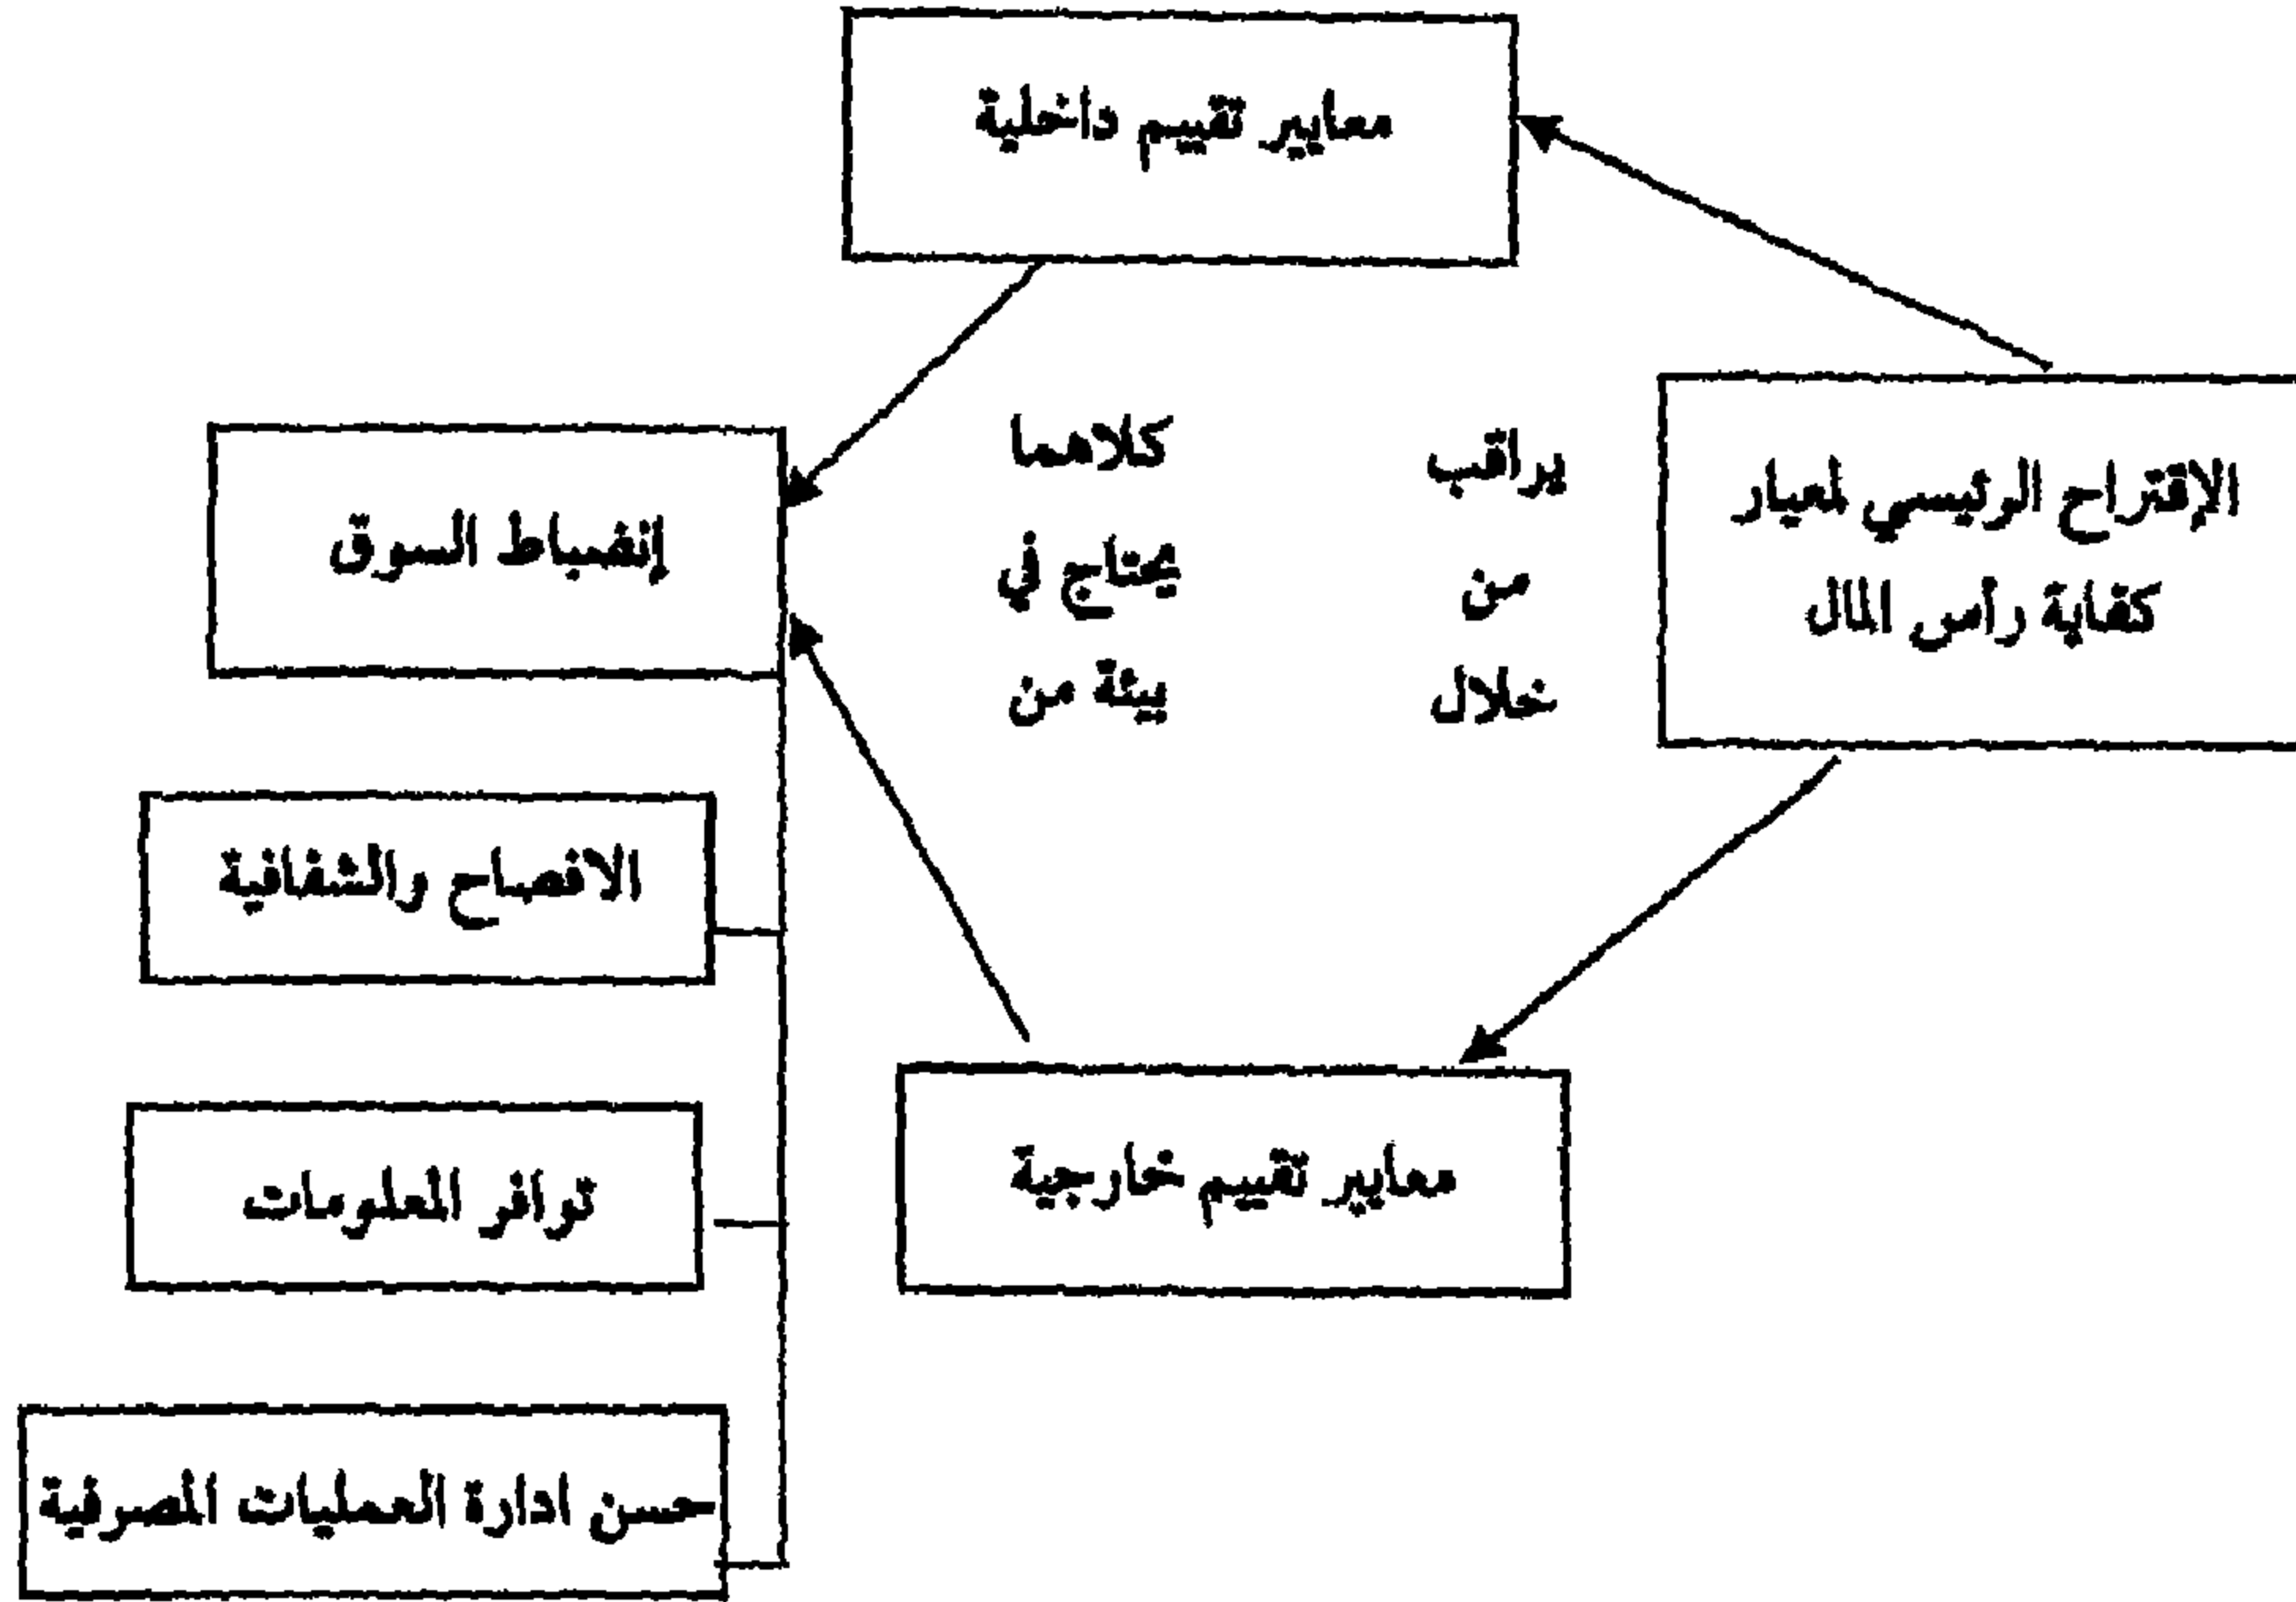 معايير تقييم داخلية
الاقتراح الرئيسي لمعيار
كفاية رأس المال
يراقب
من
خلال
كلاهما
يحتاج في
بيئة من
إنضباط السوق
الافصاح والشفافية
توافر المعلومات
حسن ادارة العمليات المصرفية
معايير تقييم خارجية